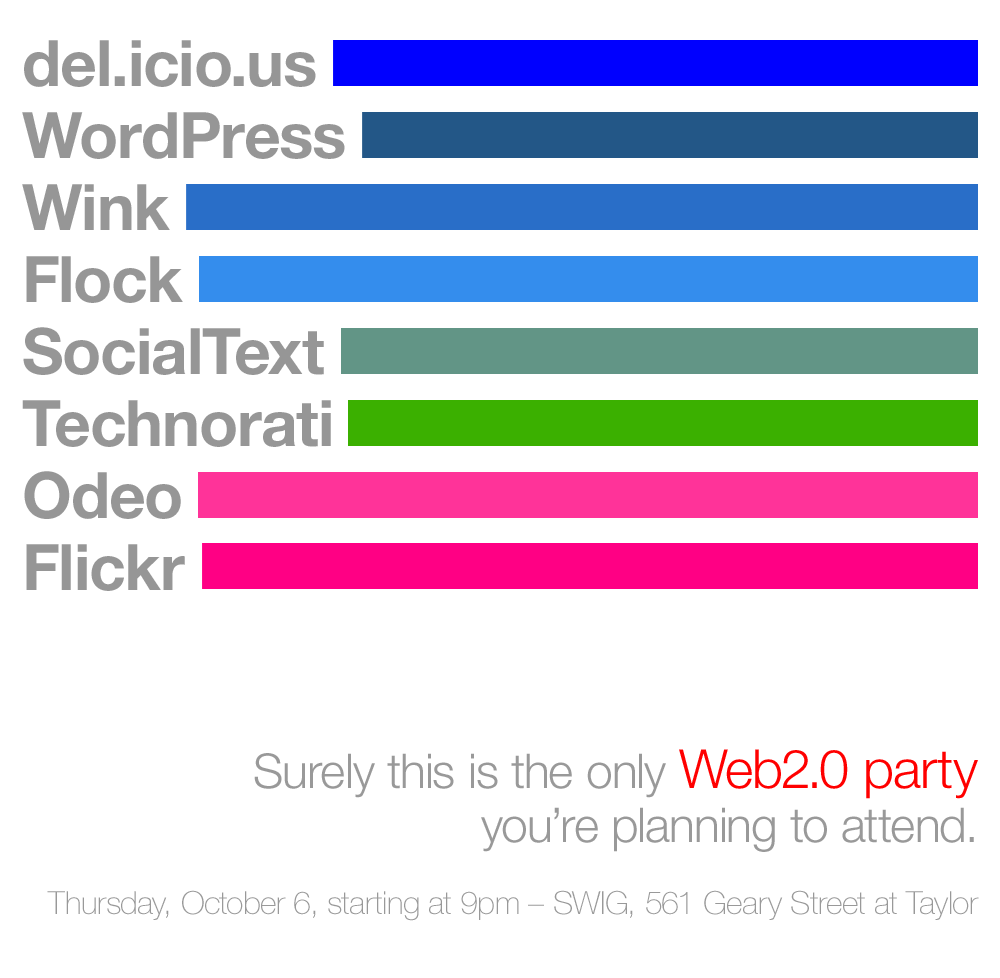 del.icio.us
WordPress
Wink
Flock
SocialText
Technorati
Odeo
Flickr
Surely this is the only Web2.0 party
you’re planning to attend.
Thursday, October 6, starting at 9pm – SWIG, 561 Geary Street at Taylor